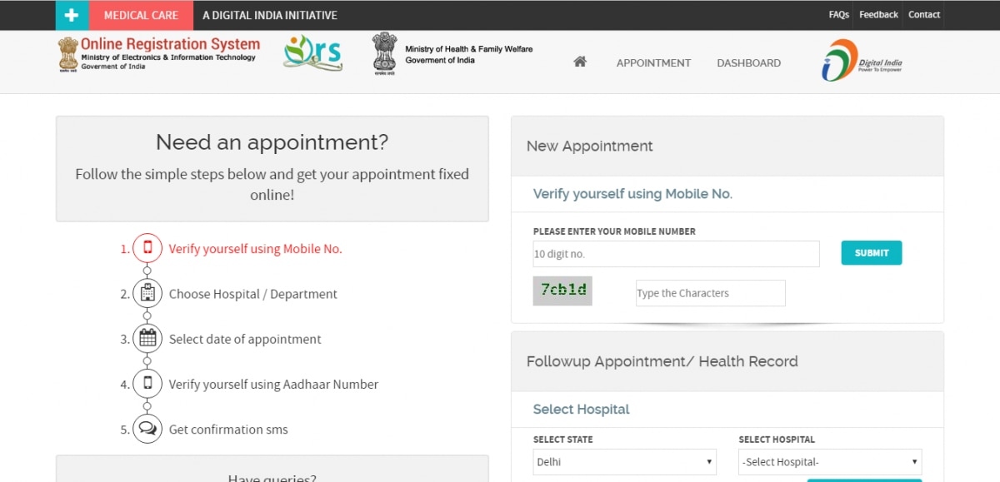 MEDICAL CARE
A DIGITAL INDIA INITIATIVE
FAQs
Feedback
Contact
Online Registration System
Ministry of Electronics & Information Technology
Goverment of India
Ors
Ministry of Health & Family Welfare
Goverment of India
APPOINTMENT
DASHBOARD
Digital India
Power To Empower
Need an appointment?
Follow the simple steps below and get your appointment fixed
online!
1. Verify yourself using Mobile No.
2. Choose Hospital / Department
3. Select date of appointment
4. Verify yourself using Aadhaar Number
5. Get confirmation sms
Have queries?
New Appointment
Verify yourself using Mobile No.
PLEASE ENTER YOUR MOBILE NUMBER
10 digit no.
SUBMIT
7cb1d
Type the Characters
Followup Appointment/ Health Record
Select Hospital
SELECT STATE
SELECT HOSPITAL
Delhi
-Select Hospital-